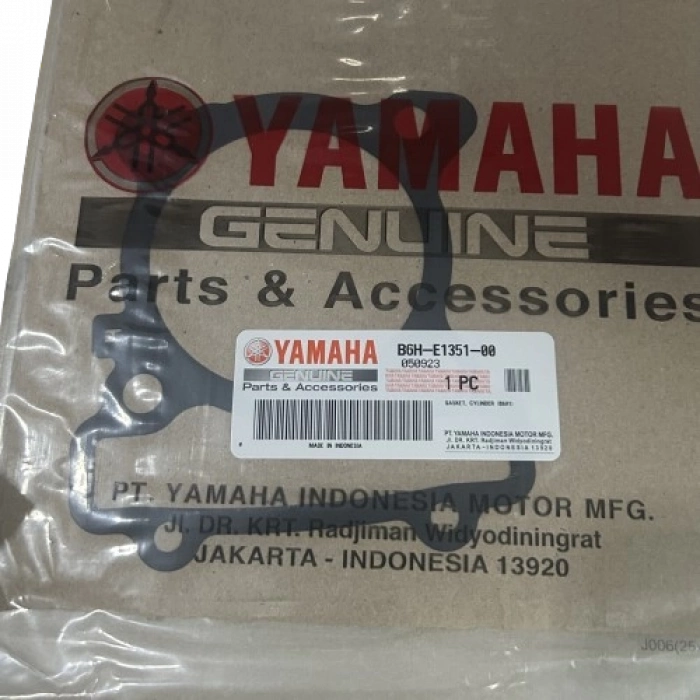 YAMAHA
GENUINE
Parts & Accessories
YAMAHA
GENUINE
Parts & Accessories
B6H-E1351-00
050923
1 PC
GASKET, CYLINDER
MADE IN INDONESIA
PT. YAMAHA INDONESIA MOTOR MFG.
JL. DR. KRT. Radjiman Widyodiningrat
JAKARTA - INDONESIA 13920
PT. YAMAHA INDONESIA MOTOR MFG.
Jl. DR. KRT. Radjiman Widyodiningrat
JAKARTA - INDONESIA 13920